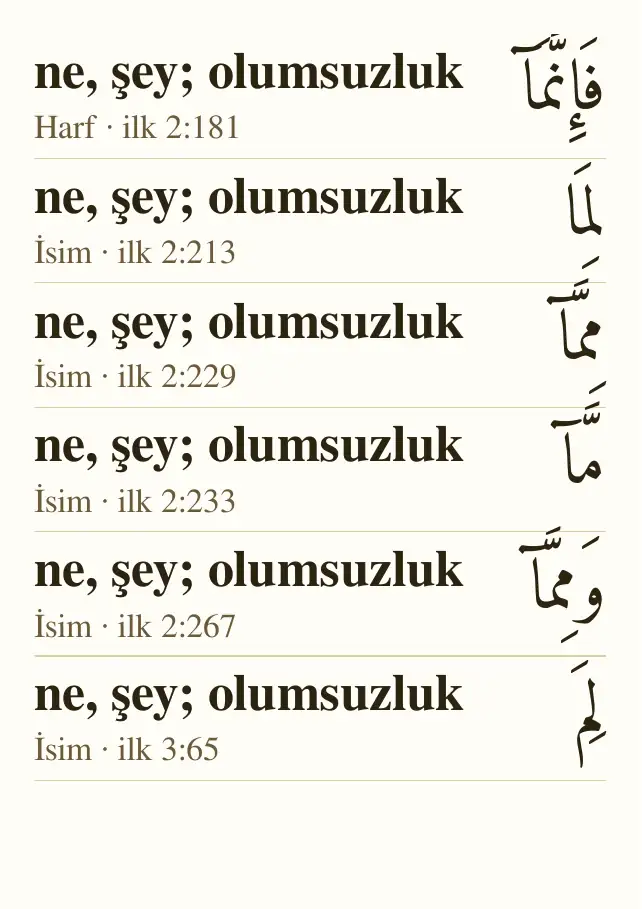 ne, şey; olumsuzluk فَإِنَّمَآ
Harf · ilk 2:181
ne, şey; olumsuzluk لَمَا
İsim · ilk 2:213
ne, şey; olumsuzluk مِمَّآ
İsim · ilk 2:229
ne, şey; olumsuzluk مَّآ
İsim · ilk 2:233
ne, şey; olumsuzluk وَمِمَّآ
İsim · ilk 2:267
ne, şey; olumsuzluk لِمَ
İsim · ilk 3:65